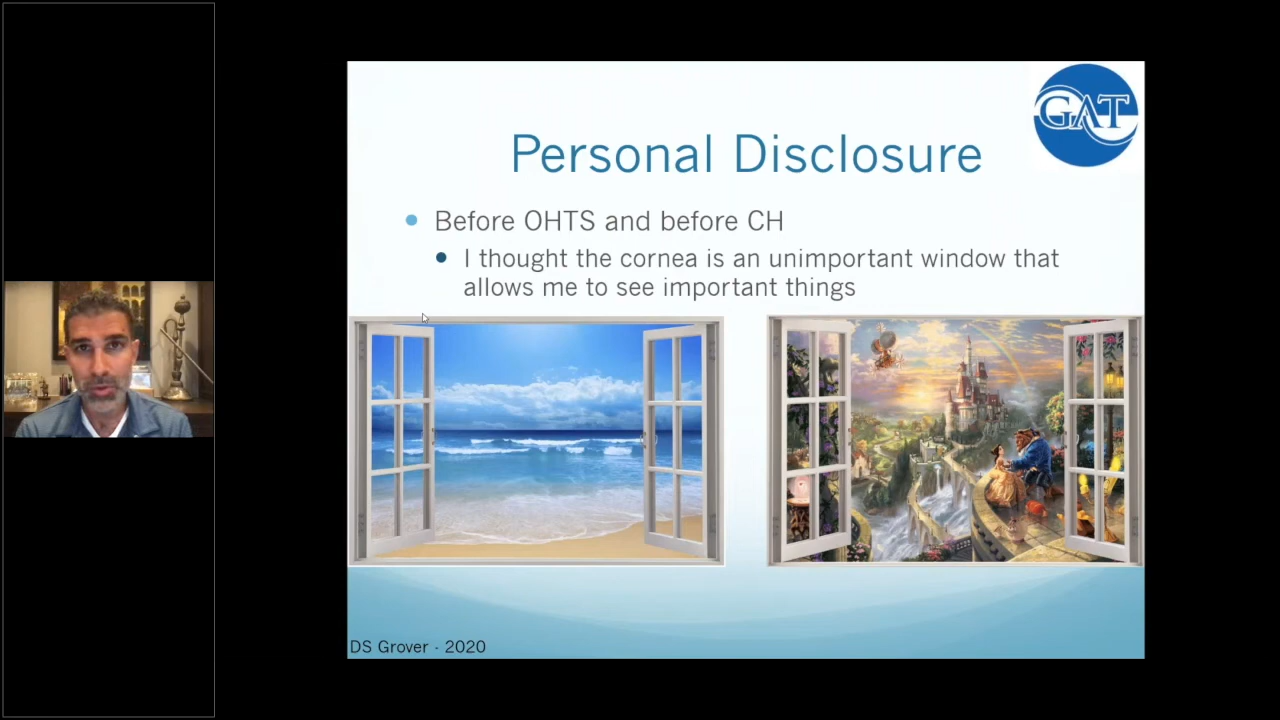 GAT
Personal Disclosure
Before OHTS and before CH
I thought the cornea is an unimportant window that
allows me to see important things
DS Grover - 2020